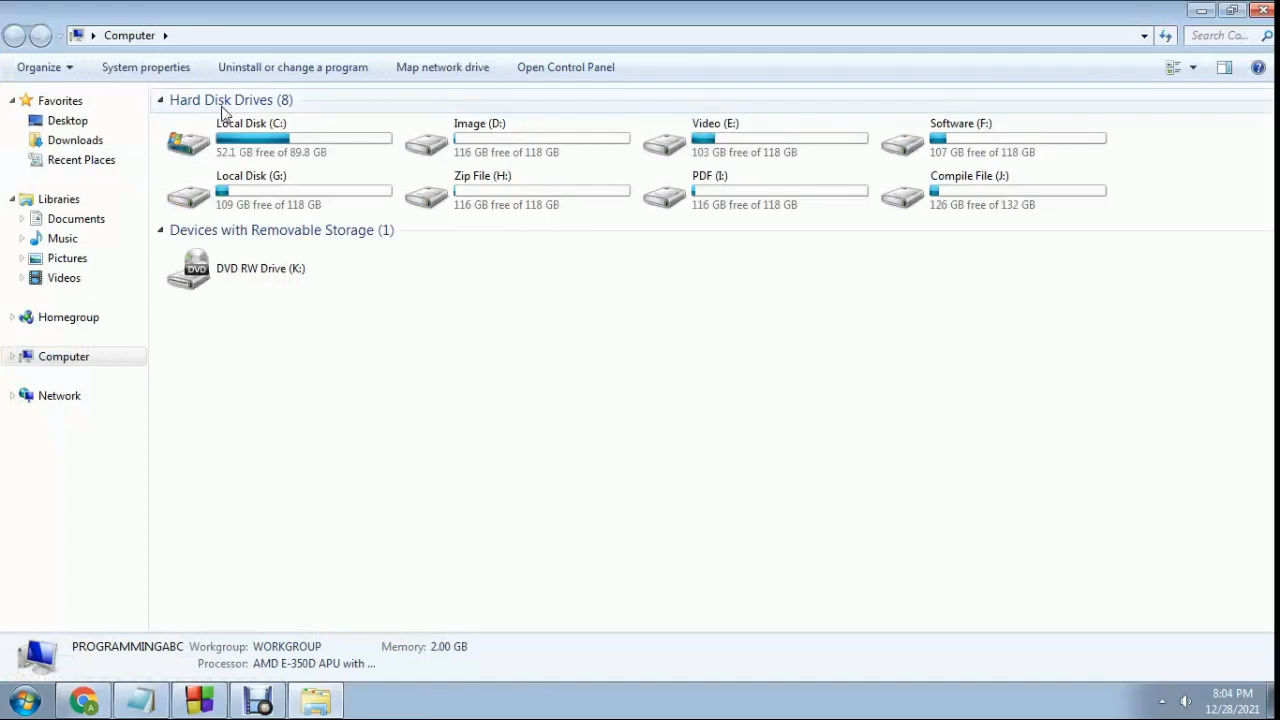 Computer
Search Co...
Organize
System properties
Uninstall or change a program
Map network drive
Open Control Panel
Favorites
Desktop
Downloads
Recent Places
Libraries
Documents
Music
Pictures
Videos
Homegroup
Computer
Network
Hard Disk Drives (8)
Local Disk (C:)
52.1 GB free of 89.8 GB
Image (D:)
116 GB free of 118 GB
Video (E:)
103 GB free of 118 GB
Software (F:)
107 GB free of 118 GB
Local Disk (G:)
109 GB free of 118 GB
Zip File (H:)
116 GB free of 118 GB
PDF (I:)
116 GB free of 118 GB
Compile File (J:)
126 GB free of 132 GB
Devices with Removable Storage (1)
DVD
DVD RW Drive (K:)
PROGRAMMINGABC Workgroup: WORKGROUP Memory: 2.00 GB
Processor: AMD E-350D APU with ...
8:04 PM
12/28/2021